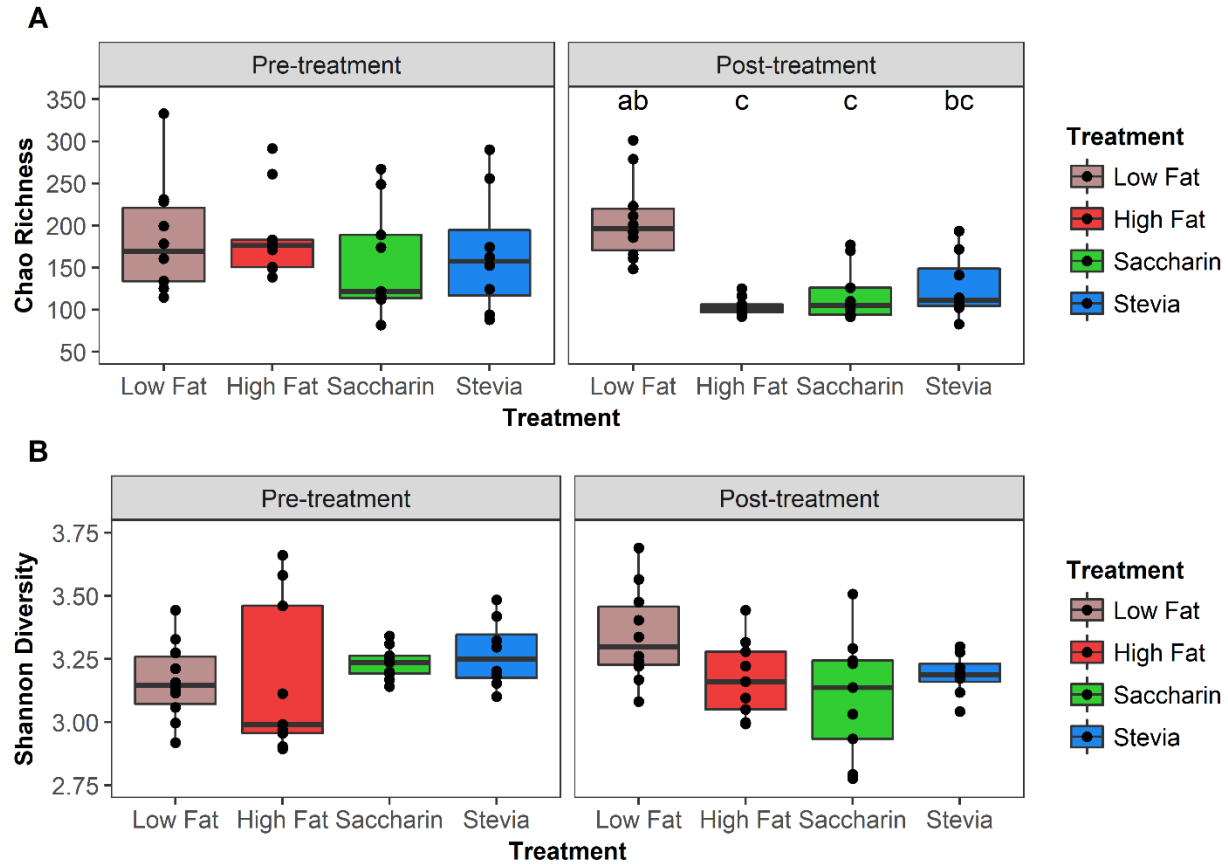 A
Pre-treatment
Post-treatment
350
300
250
200
150
100
50
Chao Richness
ab
c
c
bc
Low Fat
High Fat
Saccharin
Stevia
Low Fat
High Fat
Saccharin
Stevia
Treatment
Treatment
Low Fat
High Fat
Saccharin
Stevia
B
Pre-treatment
Post-treatment
3.75
3.50
3.25
3.00
2.75
Shannon Diversity
Low Fat
High Fat
Saccharin
Stevia
Low Fat
High Fat
Saccharin
Stevia
Treatment
Treatment
Low Fat
High Fat
Saccharin
Stevia